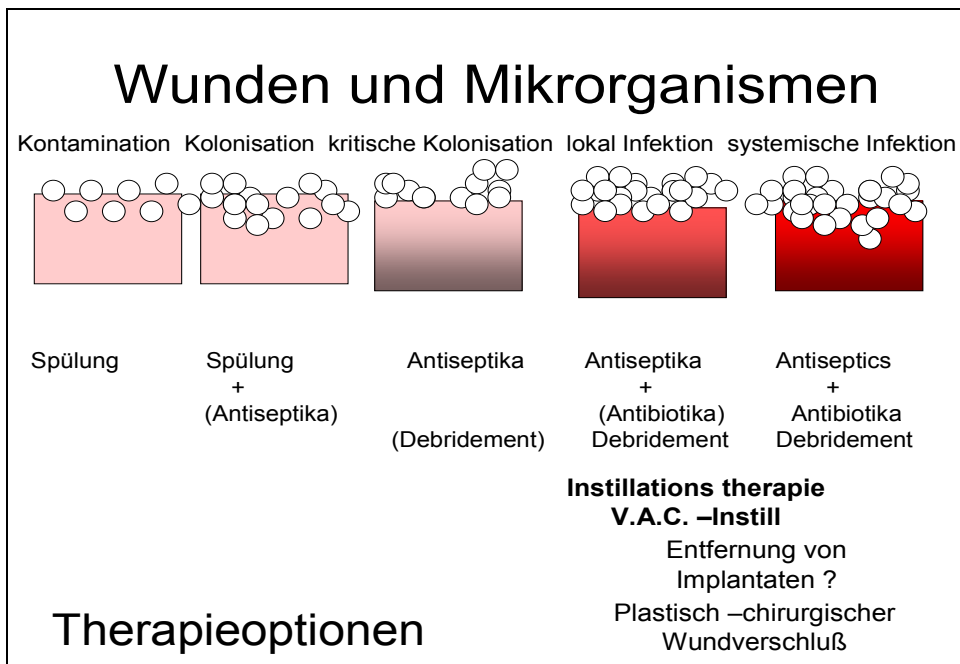 Wunden und Mikrorganismen
Kontamination Kolonisation kritische Kolonisation lokal Infektion systemische Infektion
Spülung Spülung Antiseptika Antiseptika Antiseptics
+ + +
(Antiseptika) (Antibiotika) Antibiotika
(Debridement) Debridement Debridement
Instillations therapie
V.A.C. –Instill
Entfernung von
Implantaten ?
Plastisch –chirurgischer
Wundverschluß
Therapieoptionen